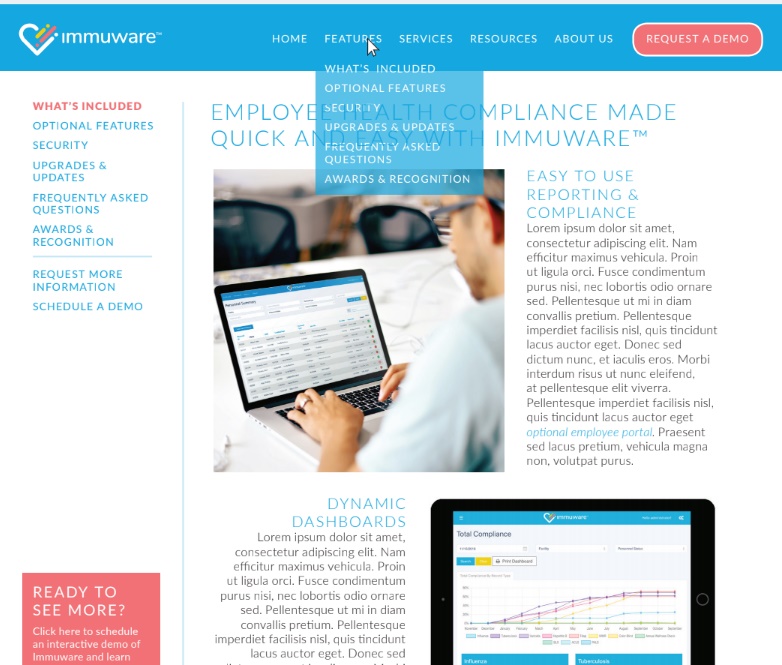 immuware™
HOME FEATURES SERVICES RESOURCES ABOUT US REQUEST A DEMO
WHAT'S INCLUDED
OPTIONAL FEATURES
SECURITY
UPGRADES & UPDATES
FREQUENTLY ASKED
QUESTIONS
AWARDS & RECOGNITION
WHAT'S INCLUDED
OPTIONAL FEATURES
SECURITY
UPGRADES &
UPDATES
FREQUENTLY ASKED
QUESTIONS
AWARDS &
RECOGNITION
REQUEST MORE
INFORMATION
SCHEDULE A DEMO
EMPLOYEE HEALTH COMPLIANCE MADE
QUICK AND EASY WITH IMMUWARE™
EASY TO USE
REPORTING &
COMPLIANCE
Lorem ipsum dolor sit amet,
consectetur adipiscing elit. Nam
efficitur maximus vehicula. Proin
ut ligula orci. Fusce condimentum
purus nisi, nec lobortis odio ornare
sed. Pellentesque ut mi in diam
convallis pretium. Pellentesque
imperdiet facilisis nisl, quis tincidunt
lacus auctor eget. Donec sed
dictum nunc, et iaculis eros. Morbi
interdum risus ut nunc eleifend,
at pellentesque elit viverra.
Pellentesque imperdiet facilisis nisl,
quis tincidunt lacus auctor eget
optional employee portal. Praesent
sed lacus pretium, vehicula magna
non, volutpat purus.
DYNAMIC
DASHBOARDS
Lorem ipsum dolor sit amet,
consectetur adipiscing elit. Nam
efficitur maximus vehicula. Proin
ut ligula orci. Fusce condimentum
purus nisi, nec lobortis odio ornare
sed. Pellentesque ut mi in diam
convallis pretium. Pellentesque
imperdiet facilisis nisl, quis tincidunt
lacus auctor eget. Donec sed
immuware
Total Compliance
Print Dashboard
Influenza
Tuberculosis
READY TO
SEE MORE?
Click here to schedule
an interactive demo of
Immuware and learn